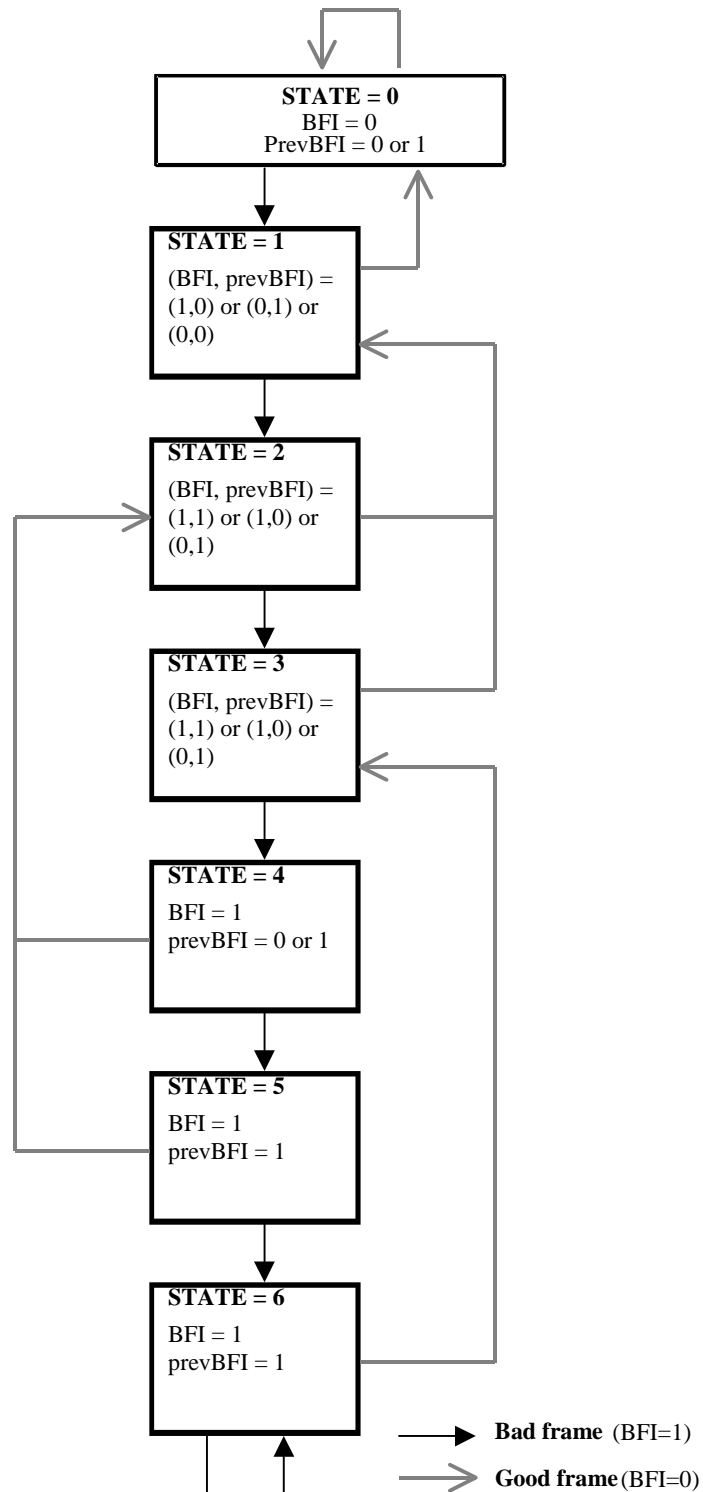 STATE = 0
BFI = 0
PrevBFI = 0 or 1
STATE = 1
(BFI, prevBFI) =
(1,0) or (0,1) or
(0,0)
STATE = 2
(BFI, prevBFI) =
(1,1) or (1,0) or
(0,1)
STATE = 3
(BFI, prevBFI) =
(1,1) or (1,0) or
(0,1)
STATE = 4
BFI = 1
prevBFI = 0 or 1
STATE = 5
BFI = 1
prevBFI = 1
STATE = 6
BFI = 1
prevBFI = 1
Bad frame (BFI=1)
Good frame (BFI=0)